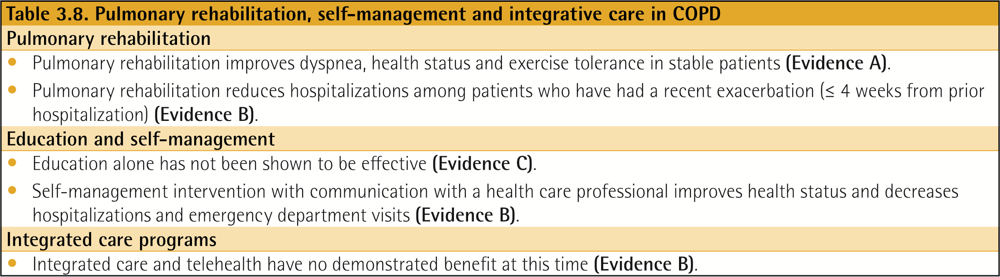 Table 3.8. Pulmonary rehabilitation, self-management and integrative care in COPD
Pulmonary rehabilitation
• Pulmonary rehabilitation improves dyspnea, health status and exercise tolerance in stable patients (Evidence A).
• Pulmonary rehabilitation reduces hospitalizations among patients who have had a recent exacerbation (≤ 4 weeks from prior
hospitalization) (Evidence B).
Education and self-management
• Education alone has not been shown to be effective (Evidence C).
• Self-management intervention with communication with a health care professional improves health status and decreases
hospitalizations and emergency department visits (Evidence B).
Integrated care programs
• Integrated care and telehealth have no demonstrated benefit at this time (Evidence B).